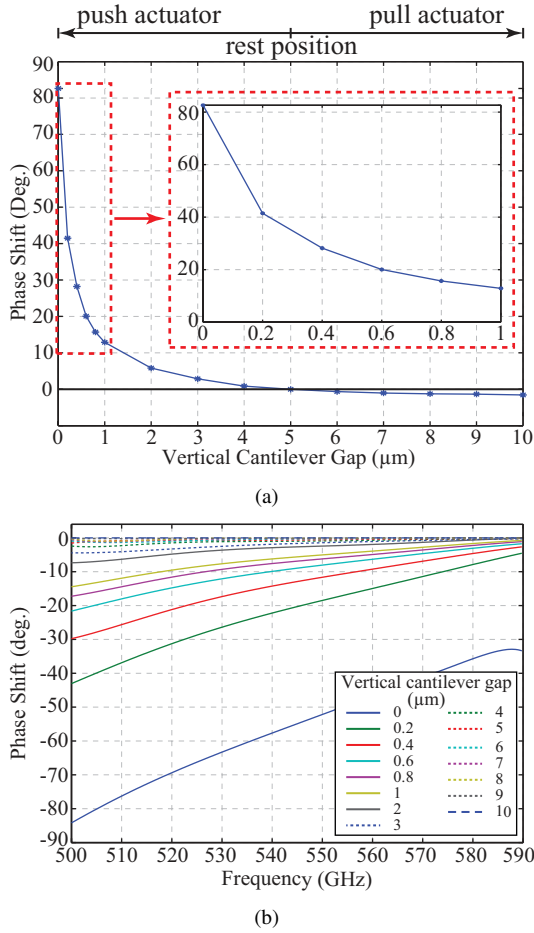 push actuator pull actuator
rest position
90
80
70
60
50
40
30
20
10
0
-10
Phase Shift (Deg.)
80
60
40
20
0 0.2 0.4 0.6 0.8 1
0 1 2 3 4 5 6 7 8 9 10
Vertical Cantilever Gap (µm)
(a)
0
-10
-20
-30
-40
-50
-60
-70
-80
-90
Phase Shift (deg.)
Vertical cantilever gap
(µm)
0 4
0.2 5
0.4 6
0.6 7
0.8 8
1 9
2 10
3
500 510 520 530 540 550 560 570 580 590
Frequency (GHz)
(b)